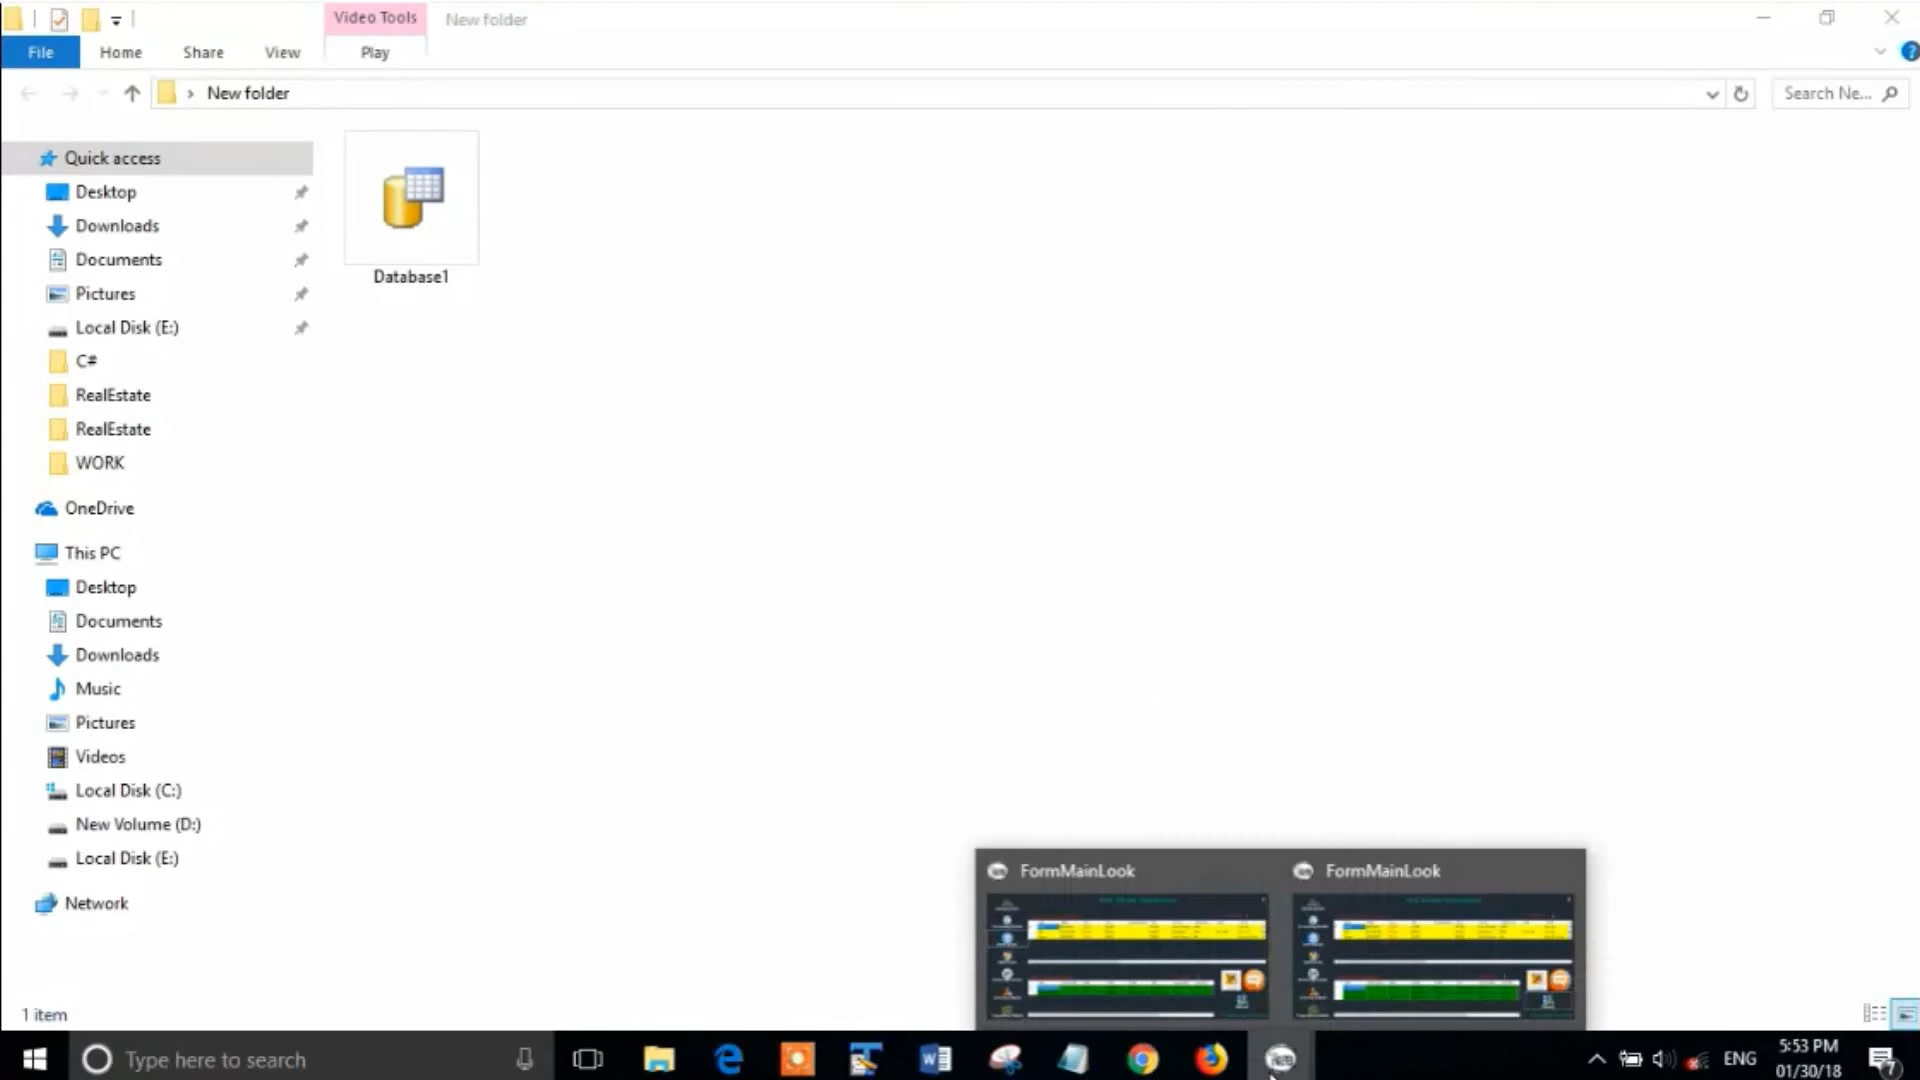 Video Tools
New folder
File
Home
Share
View
Play
New folder
Search Ne...
Quick access
Desktop
Downloads
Documents
Pictures
Local Disk (E:)
C#
RealEstate
RealEstate
WORK
OneDrive
This PC
Desktop
Documents
Downloads
Music
Pictures
Videos
Local Disk (C:)
New Volume (D:)
Local Disk (E:)
Network
Database1
1 item
FormMainLook
FormMainLook
Type here to search
ENG
5:53 PM
01/30/18
7